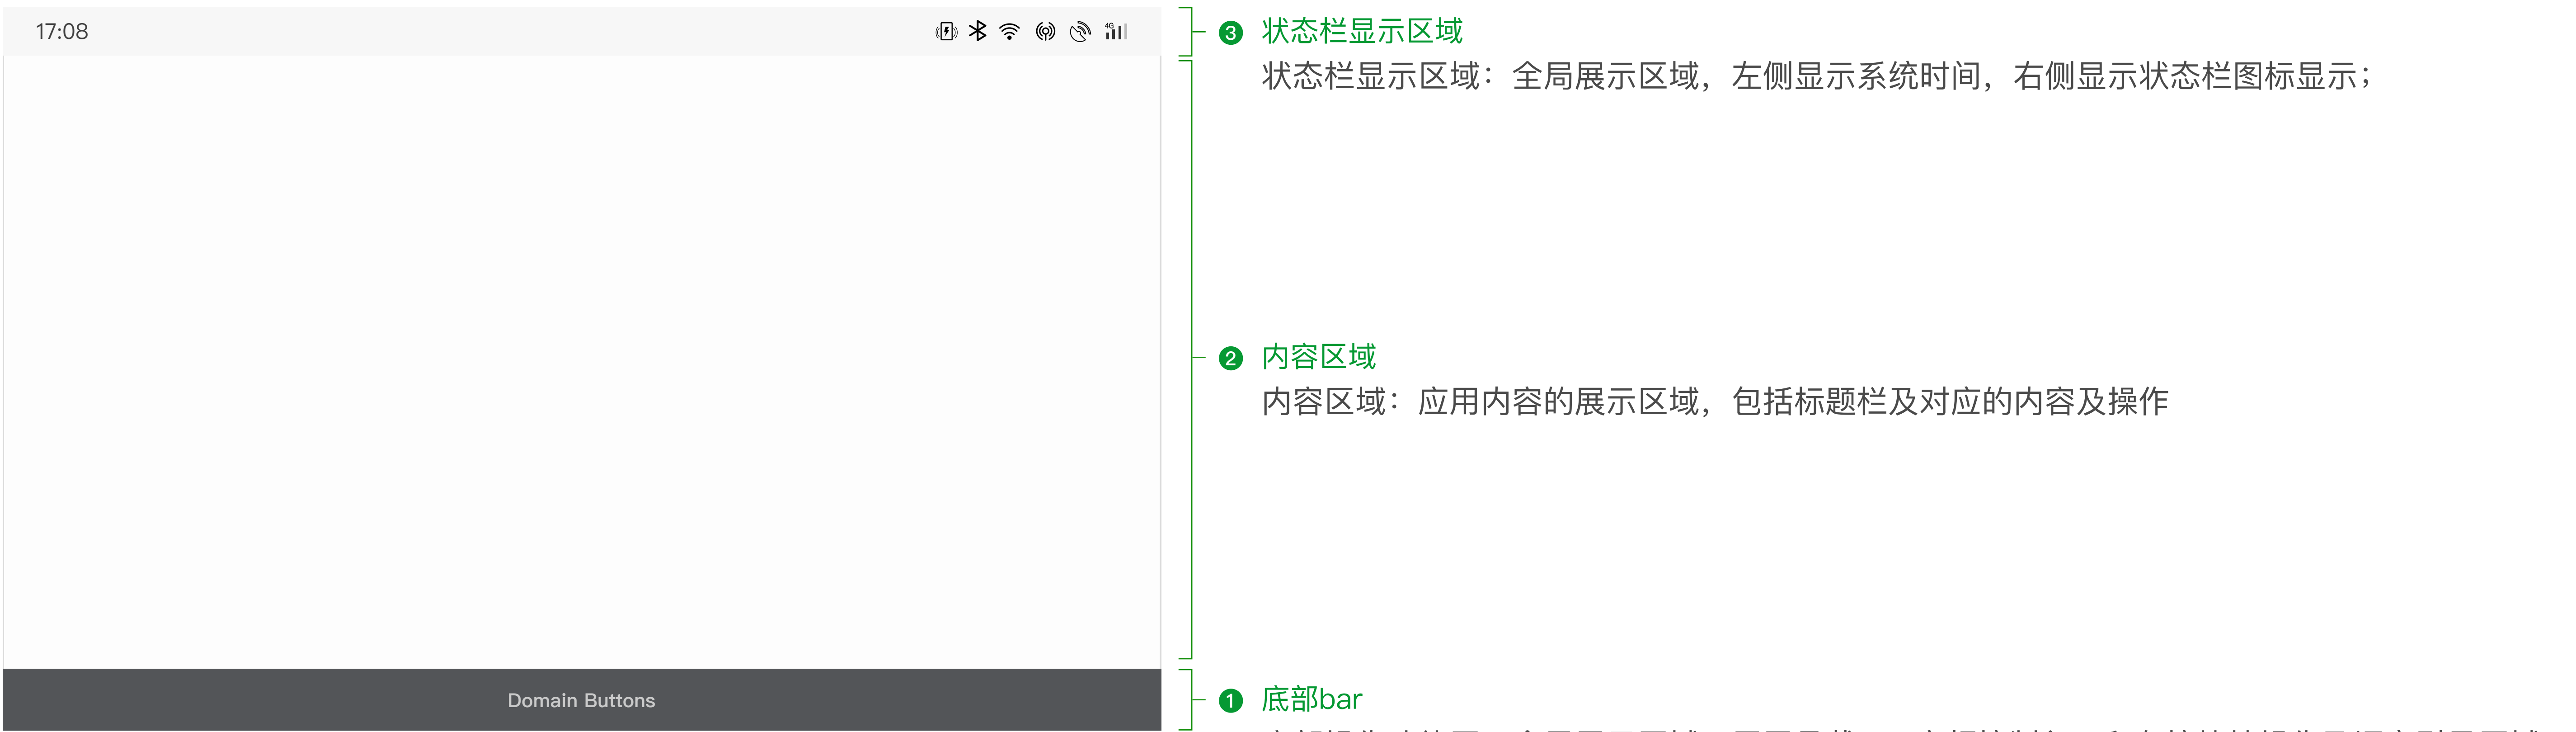 17:08
4G
3 状态栏显示区域
状态栏显示区域：全局展示区域，左侧显示系统时间，右侧显示状态栏图标显示；
2 内容区域
内容区域：应用内容的展示区域，包括标题栏及对应的内容及操作
Domain Buttons
1 底部bar